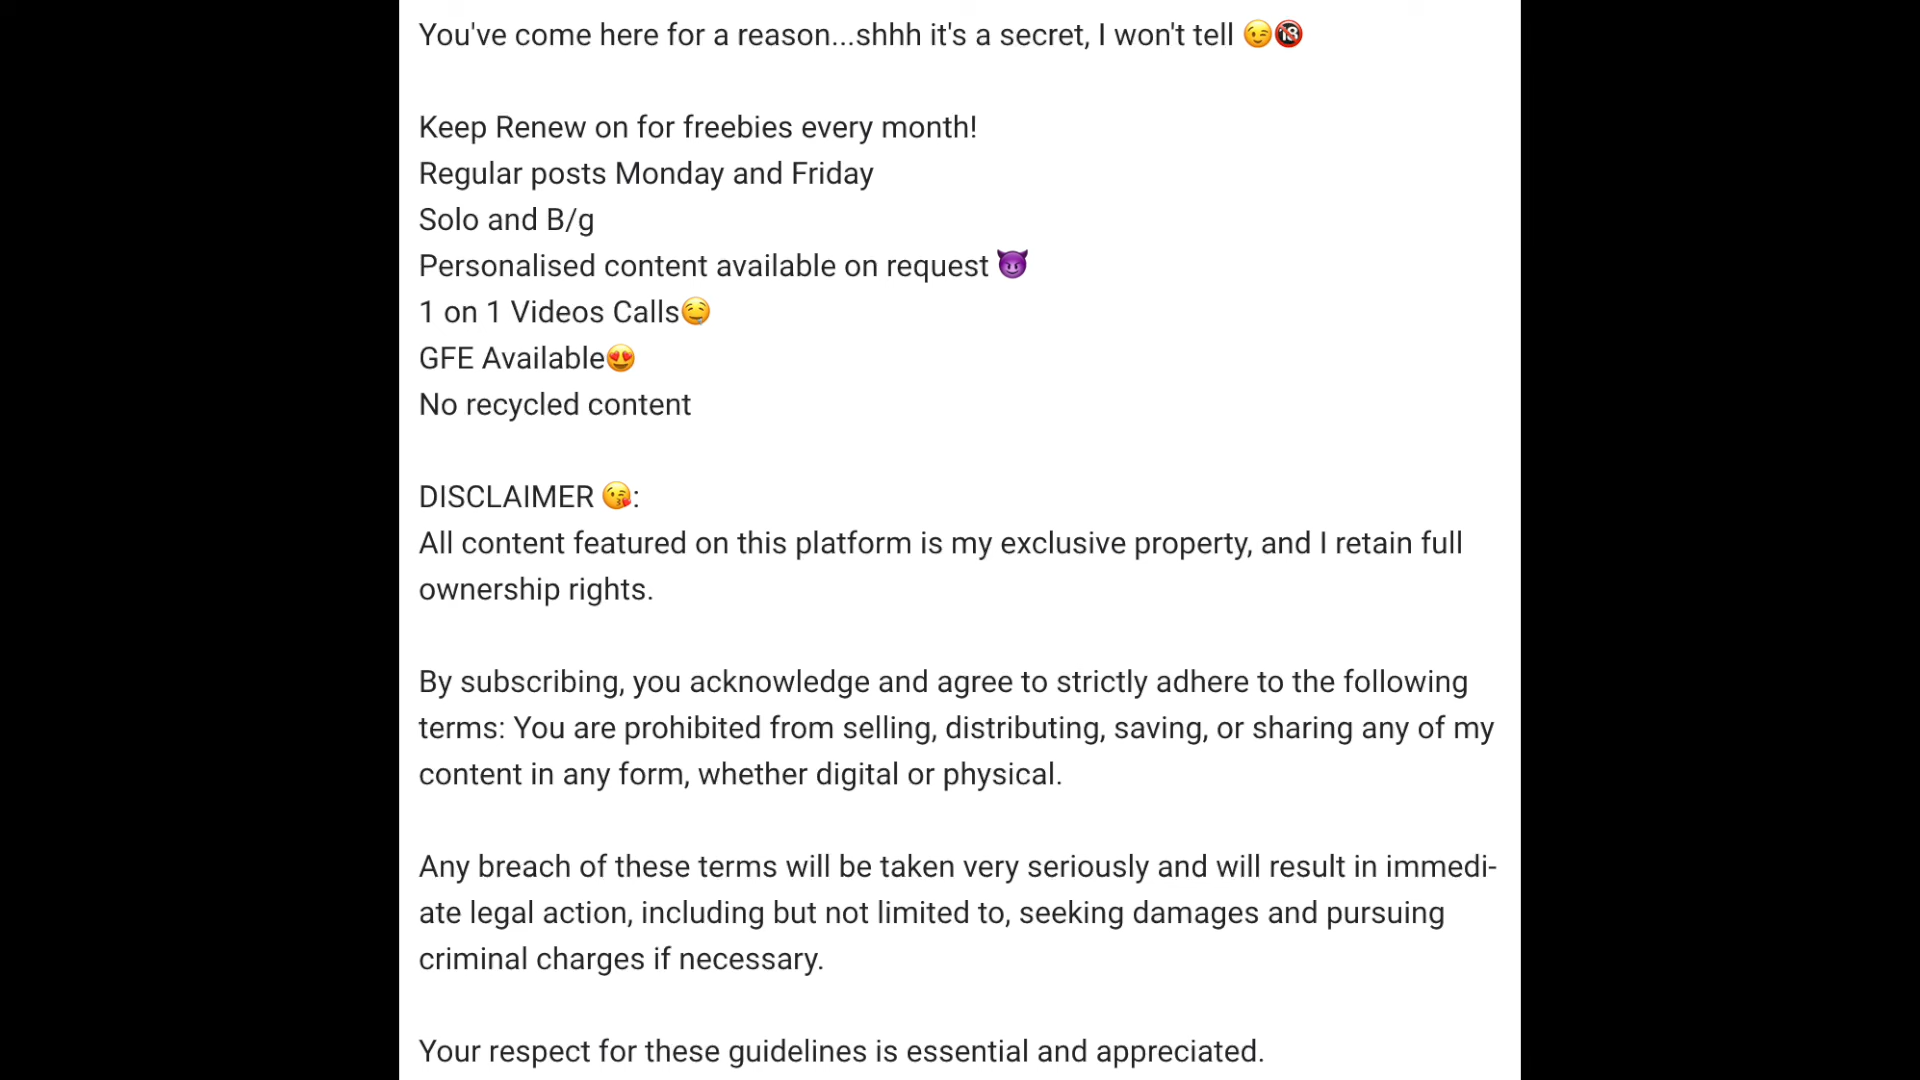 You've come here for a reason...shhh it's a secret, I won't tell 😉🔞
Keep Renew on for freebies every month!
Regular posts Monday and Friday
Solo and B/g
Personalised content available on request 😈
1 on 1 Videos Calls🤤
GFE Available😍
No recycled content
DISCLAIMER 😘:
All content featured on this platform is my exclusive property, and I retain full
ownership rights.
By subscribing, you acknowledge and agree to strictly adhere to the following
terms: You are prohibited from selling, distributing, saving, or sharing any of my
content in any form, whether digital or physical.
Any breach of these terms will be taken very seriously and will result in immedi-
ate legal action, including but not limited to, seeking damages and pursuing
criminal charges if necessary.
Your respect for these guidelines is essential and appreciated.